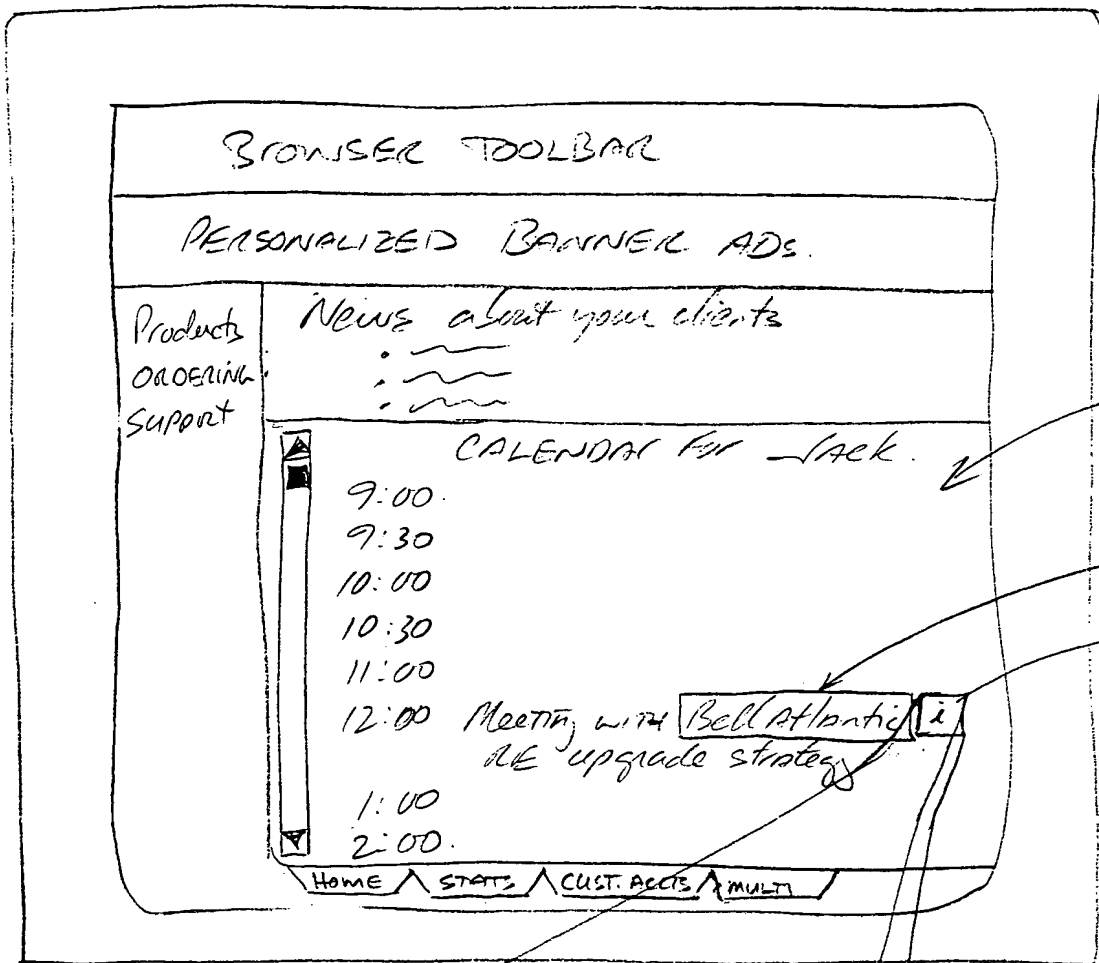 BROWSER TOOLBAR
PERSONALIZED BANNER ADs.
Products
ORDERING
SUPPORT
News about your clients
CALENDAR For JACK.
9:00
9:30
10:00
10:30
11:00
12:00 Meeting with Bell Atlantic i
RE upgrade strategy
1:00
2:00
HOME STATS CUST. ACCTS MULTI